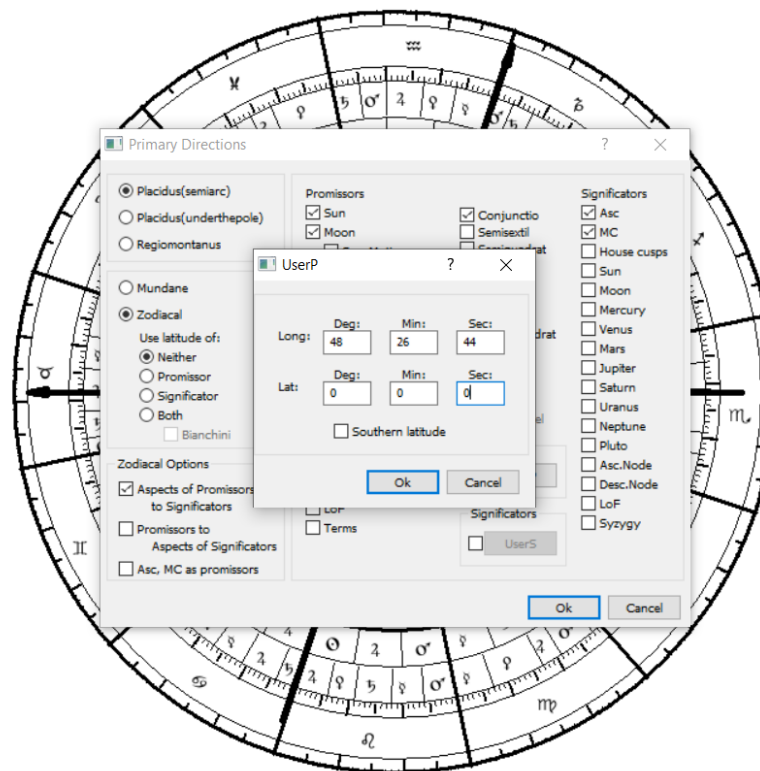 Primary Directions
Placidus(semiarc)
Placidus(underthepole)
Regiomontanus
Mundane
Zodiacal
Use latitude of:
Neither
Promissor
Significator
Both
Bianchini
Zodiacal Options
Aspects of Promissors
to Significators
Promissors to
Aspects of Significators
Asc, MC as promissors
Promissors
Sun
Moon
Conjunctio
Semisextil
UserP
Deg: Min: Sec:
Long: 48 26 44
Deg: Min: Sec:
Lat: 0 0 0
Southern latitude
Ok Cancel
LoF
Terms
Significators
UserS
Significators
Asc
MC
House cusps
Sun
Moon
Mercury
Venus
Mars
Jupiter
Saturn
Uranus
Neptune
Pluto
Asc.Node
Desc.Node
LoF
Syzygy
Ok Cancel